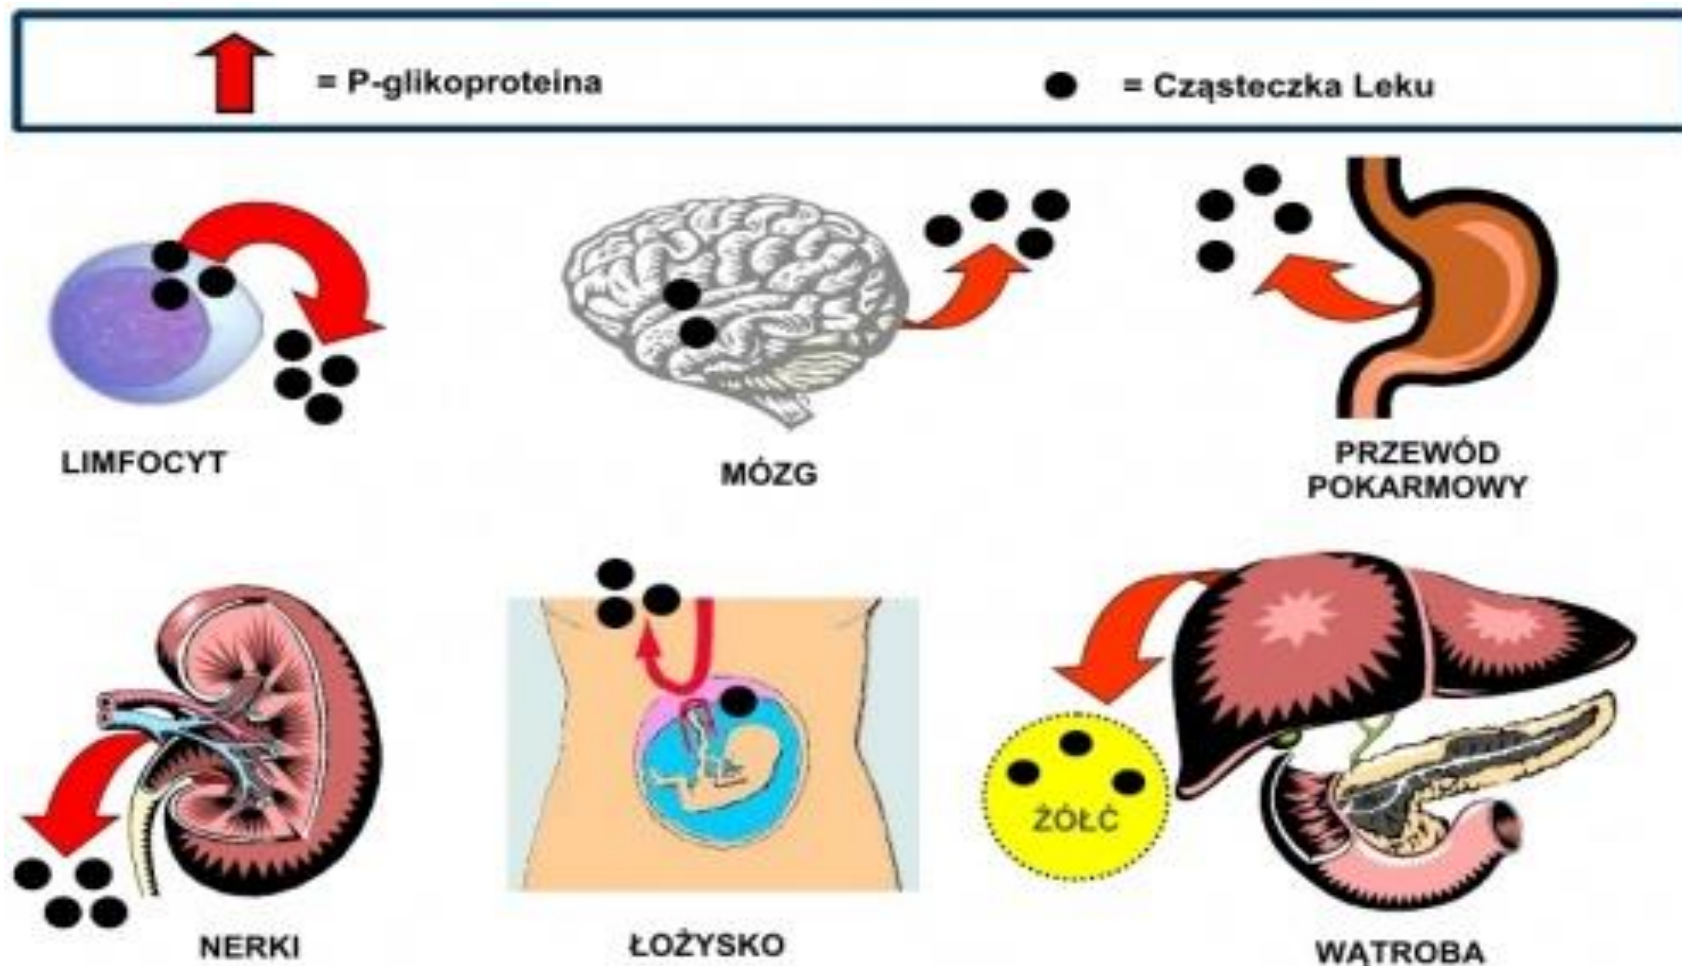 = P-glikoproteina
= Cząsteczka Leku
LIMFOCYT
MÓZG
PRZEWÓD
POKARMOWY
ŻÓŁĆ
NERKI
ŁOŻYSKO
WĄTROBA